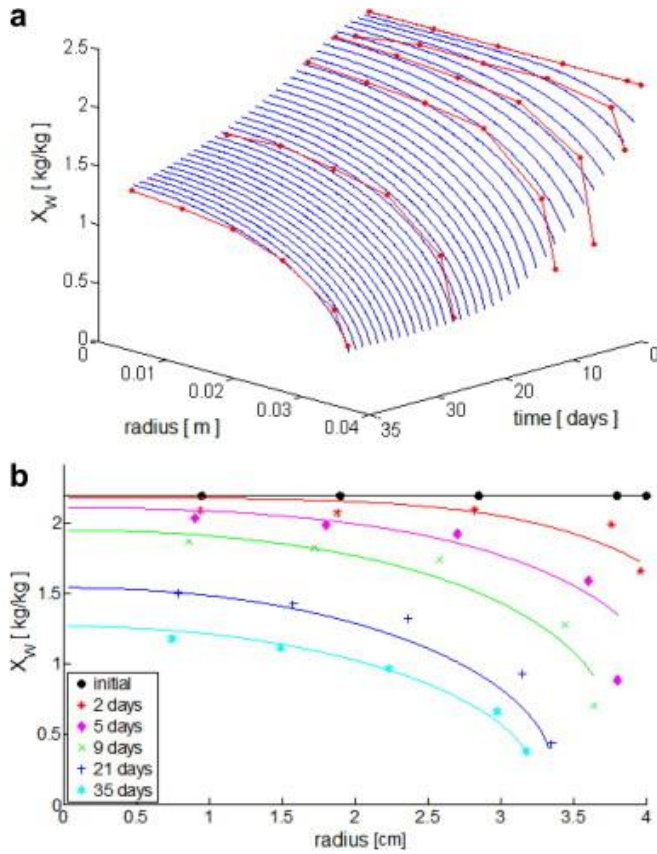 a
2.5
2
1.5
1
0.5
0
X_W [ kg/kg]
0
0.01
0.02
0.03
0.04
radius [ m ]
35
30
20
10
0
time [ days ]
b
2
1.5
1
0.5
0
X_W [ kg/kg]
initial
2 days
5 days
9 days
21 days
35 days
0 1 1.5 2 2.5 3 3.5 4
radius [cm]